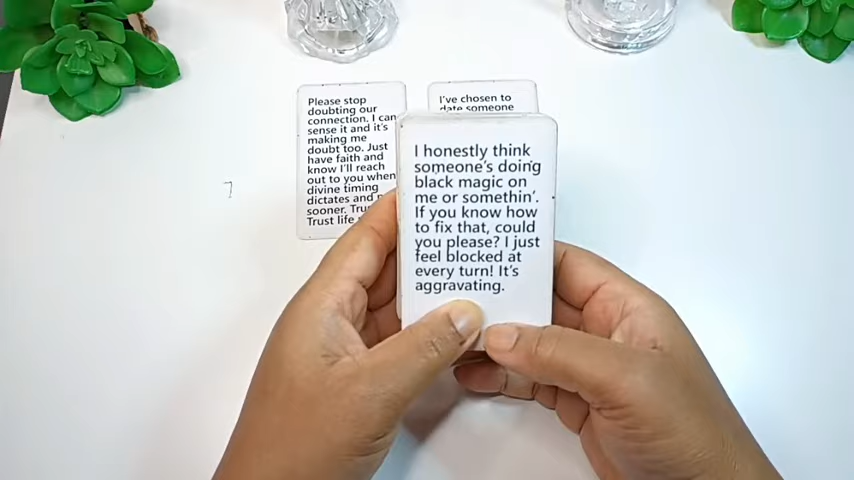 Please stop
doubting our
connection. I can
sense it and it's
making me
doubt too. Just
have faith and
know I'll reach
out to you when
divine timing
dictates and
sooner.
Trust life
I've chosen to
date someone
I honestly think
someone's doing
black magic on
me or somethin'.
If you know how
to fix that, could
you please? I just
feel blocked at
every turn! It's
aggravating.